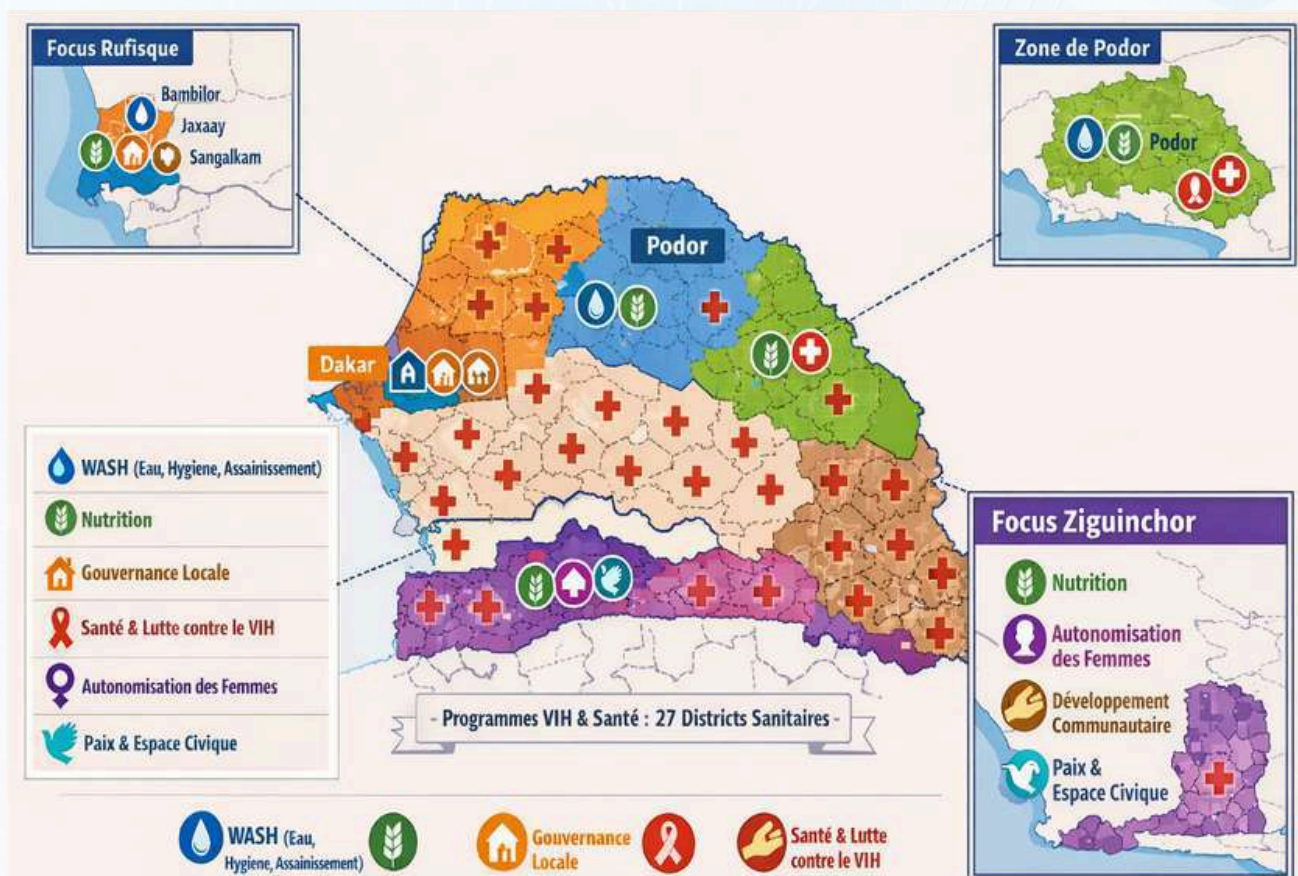 Focus Rufisque
Bambilor
Jaxaay
Sangalkam
Zone de Podor
Podor
Podor
Dakar
A
WASH (Eau, Hygiene, Assainissement)
Nutrition
Gouvernance Locale
Santé & Lutte contre le VIH
Autonomisation des Femmes
Paix & Espace Civique
Focus Ziguinchor
Nutrition
Autonomisation
des Femmes
Développement
Communautaire
Paix &
Espace Civique
- Programmes VIH & Santé : 27 Districts Sanitaires -
WASH (Eau,
Hygiene, Assainissement)
Gouvernance
Locale
Santé & Lutte
contre le VIH